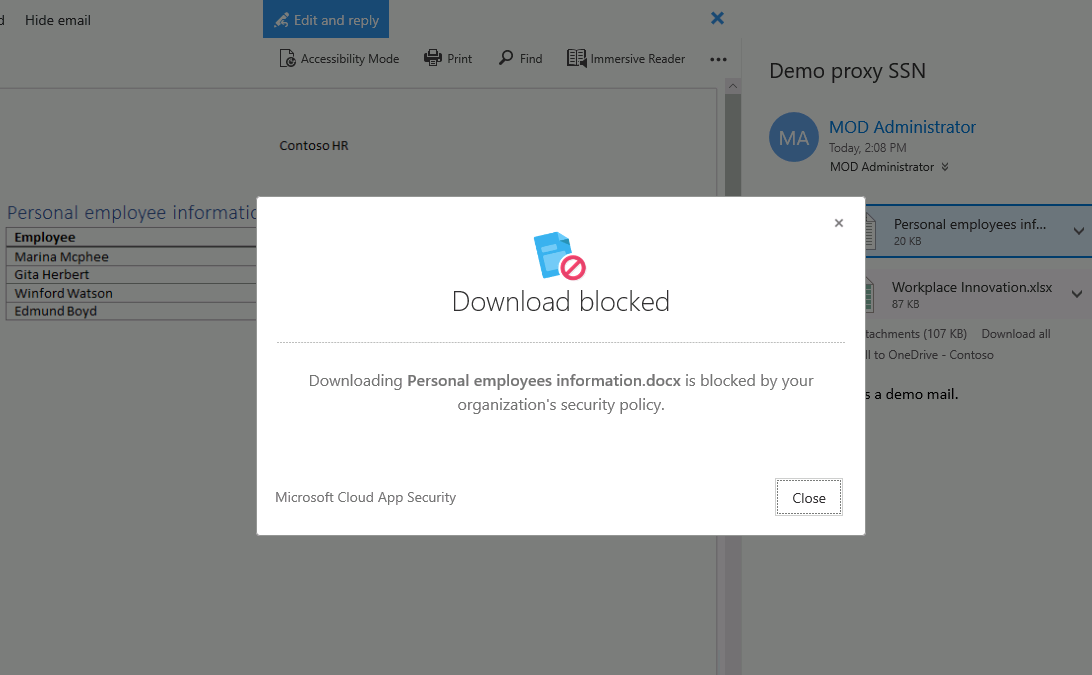 Hide email
Edit and reply
Accessibility Mode
Print
Find
Immersive Reader
Contoso HR
Personal employee
Employee
Marina Mcphee
Gita Herbert
Winford Watson
Edmund Boyd
Download blocked
Downloading Personal employees information.docx is blocked by your
organization's security policy.
Microsoft Cloud App Security
Close
Demo proxy SSN
MA
MOD Administrator
Today, 2:08 PM
MOD Administrator
Personal employees inf...
20 KB
Workplace Innovation.xlsx
87 KB
(107 KB) Download all
to OneDrive - Contoso
a demo mail.